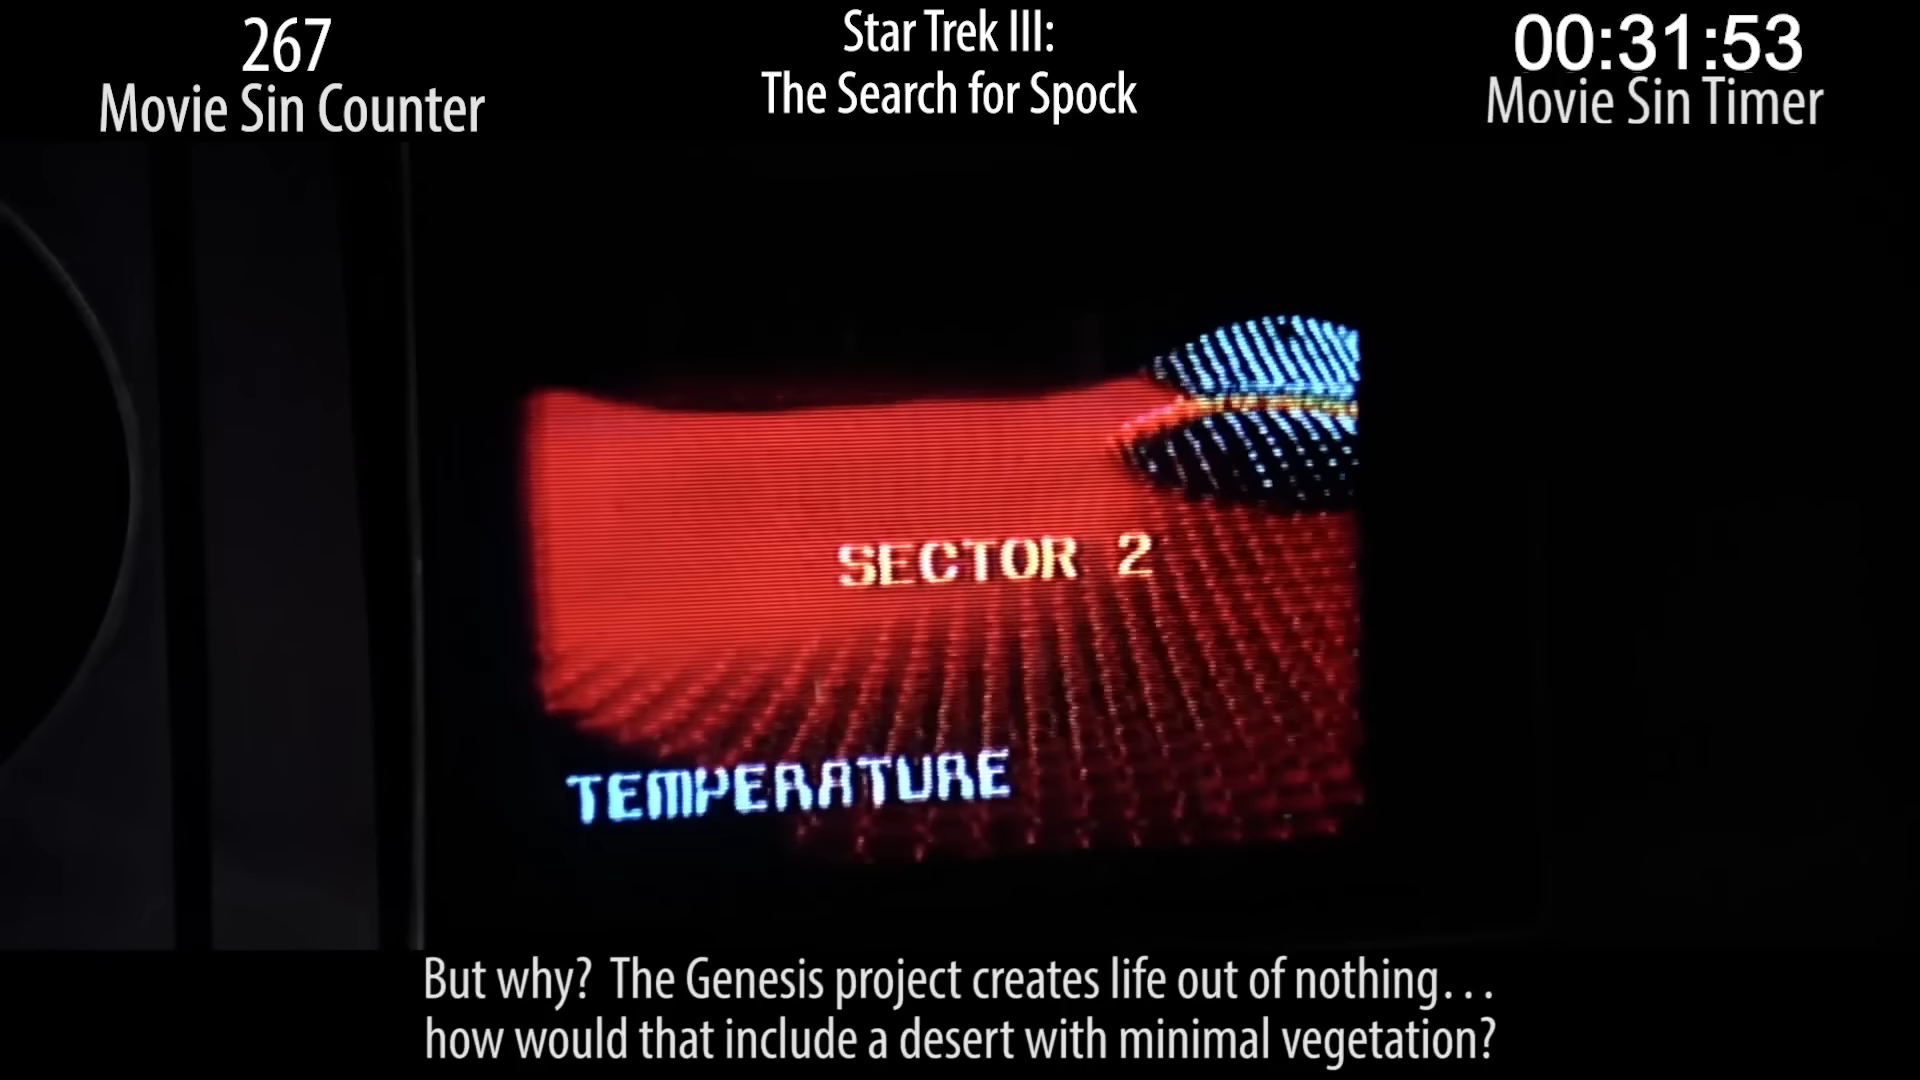 267
Movie Sin Counter
Star Trek III:
The Search for Spock
00:31:53
Movie Sin Timer
SECTOR 2
TEMPERATURE
But why? The Genesis project creates life out of nothing...
how would that include a desert with minimal vegetation?